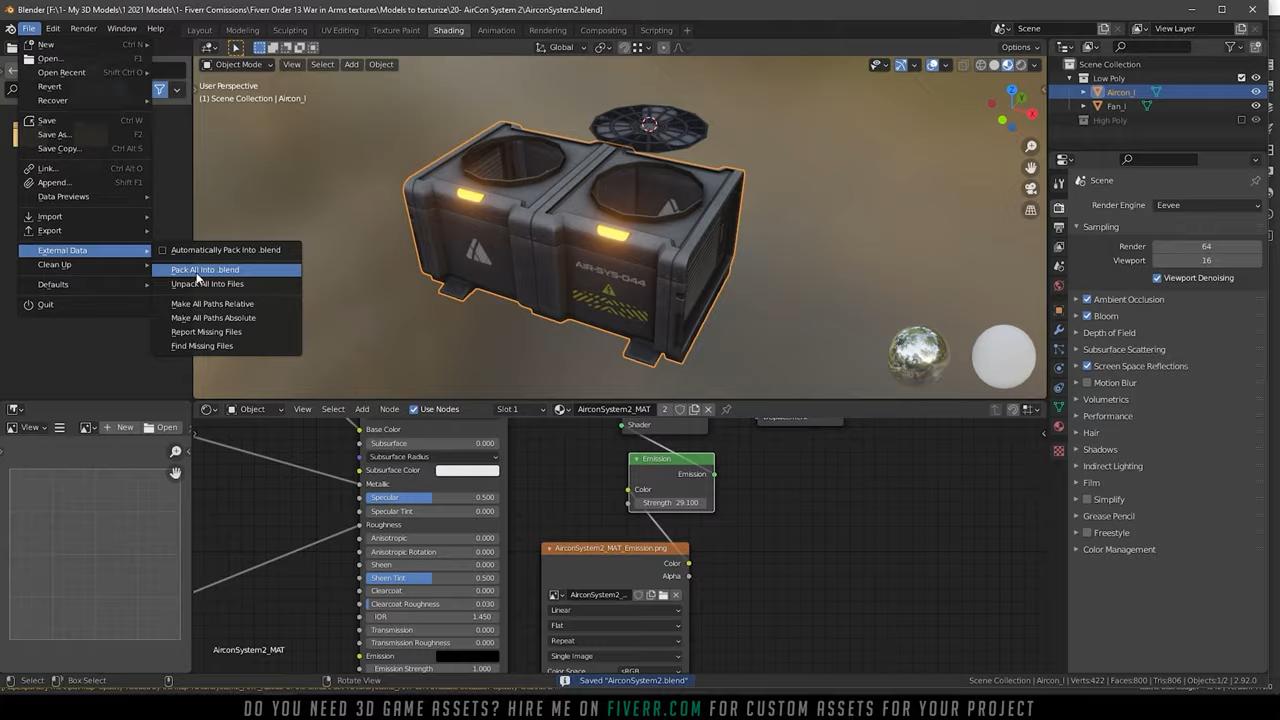 Blender [F:\1- My 3D Models\1 2021 Models\1- Fiverr Comissions\Fiverr Order 13 War in Arms textures\Models to texturize\20- AirCon System 2\AirconSystem2.blend]
File Edit Render Window Help Layout Modeling Sculpting UV Editing Texture Paint Shading Animation Rendering Compositing Scripting Scene View Layer
New Ctrl N
Open...
Open Recent Shift Ctrl O
Revert
Recover
Save Ctrl W
Save As... F2
Save Copy... Ctrl Alt S
Link... Ctrl Alt O
Append... Shift F1
Data Previews
Import
Export
External Data
Clean Up
Defaults
Quit
Automatically Pack Into .blend
Pack All Into .blend
Unpack All Into Files
Make All Paths Relative
Make All Paths Absolute
Report Missing Files
Find Missing Files
Global
Options
Object Mode View Select Add Object
User Perspective
(1) Scene Collection | Aircon_l
AIR-SYS-044
Z
Y
X
Scene Collection
Low Poly
Aircon_l
Fan_l
High Poly
Scene
Render Engine Eevee
Sampling
Render 64
Viewport 16
Viewport Denoising
Ambient Occlusion
Bloom
Depth of Field
Subsurface Scattering
Screen Space Reflections
Motion Blur
Volumetrics
Performance
Hair
Shadows
Indirect Lighting
Film
Simplify
Grease Pencil
Freestyle
Color Management
View New Open
Object View Select Add Node Use Nodes Slot 1 AirconSystem2_MAT 2
Base Color
Subsurface 0.000
Subsurface Radius
Subsurface Color
Metallic
Specular 0.500
Specular Tint 0.000
Roughness
Anisotropic 0.000
Anisotropic Rotation 0.000
Sheen 0.000
Sheen Tint 0.500
Clearcoat 0.000
Clearcoat Roughness 0.030
IOR 1.450
Transmission 0.000
Transmission Roughness 0.000
Emission
Emission Strength 1.000
Shader
Emission
Emission
Color
Strength 29.100
AirconSystem2_MAT_Emission.png
Color
Alpha
AirconSystem2_...
Linear
Flat
Repeat
Single Image
Color Space sRGB
AirconSystem2_MAT
Select Box Select Rotate View Saved "AirconSystem2.blend" Scene Collection | Aircon_l | Verts:422 | Faces:800 | Tris:806 | Objects:1/2 | 2.92.0
DO YOU NEED 3D GAME ASSETS? HIRE ME ON FIVERR.COM FOR CUSTOM ASSETS FOR YOUR PROJECT